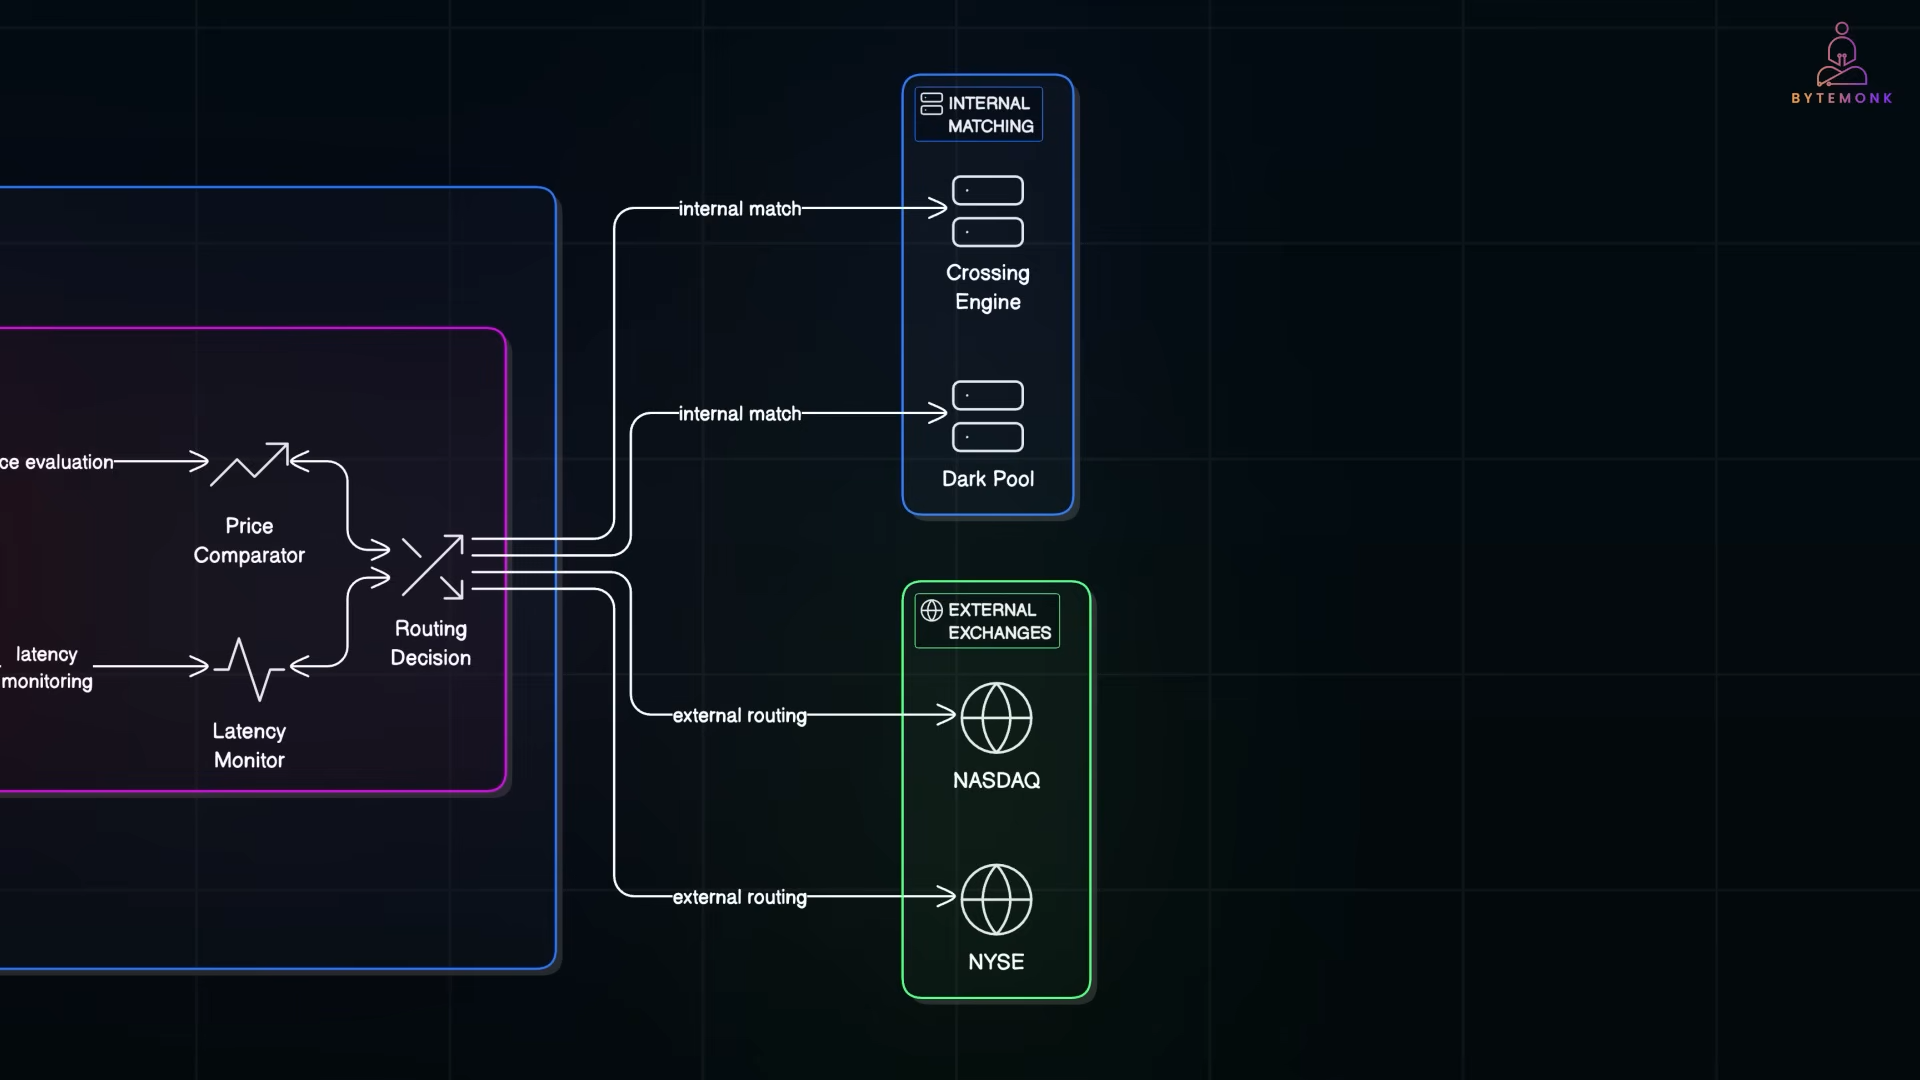 BYTEMONK
INTERNAL
MATCHING
internal match
Crossing
Engine
internal match
Dark Pool
evaluation
Price
Comparator
Routing
Decision
latency
monitoring
Latency
Monitor
EXTERNAL
EXCHANGES
external routing
NASDAQ
external routing
NYSE